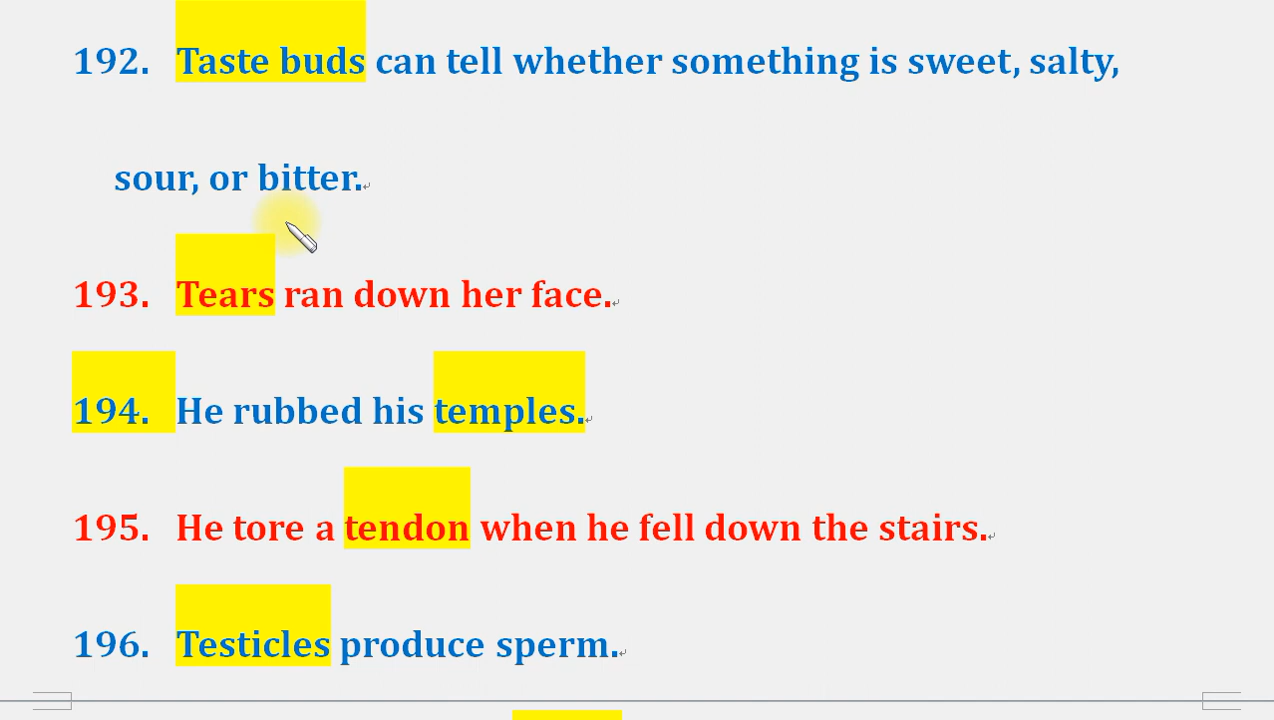 192. Taste buds can tell whether something is sweet, salty,
sour, or bitter.
193. Tears ran down her face.
194. He rubbed his temples.
195. He tore a tendon when he fell down the stairs.
196. Testicles produce sperm.